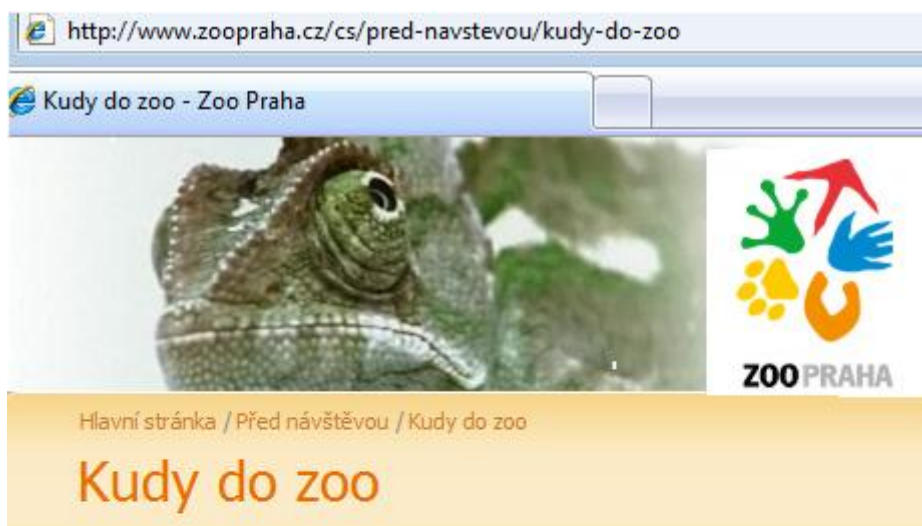 http://www.zoopraha.cz/cs/pred-navstevou/kudy-do-zoo
Kudy do zoo - Zoo Praha
ZOO PRAHA
Hlavní stránka / Před návštěvou / Kudy do zoo
Kudy do zoo